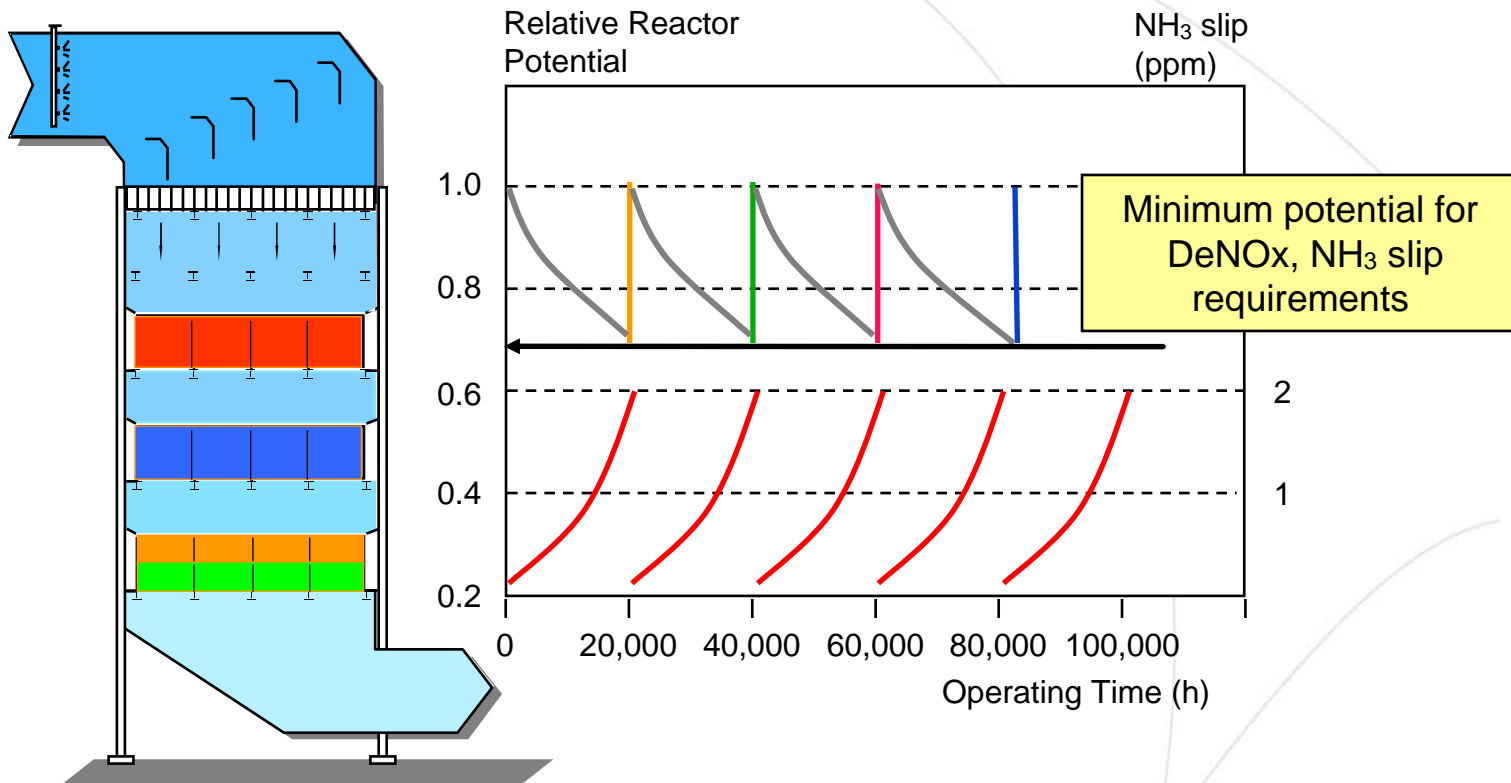 Relative Reactor
Potential
NH₃ slip
(ppm)
1.0
Minimum potential for
DeNOx, NH₃ slip
requirements
0.8
0.6
2
0.4
1
0.2
0
20,000
40,000
60,000
80,000
100,000
Operating Time (h)